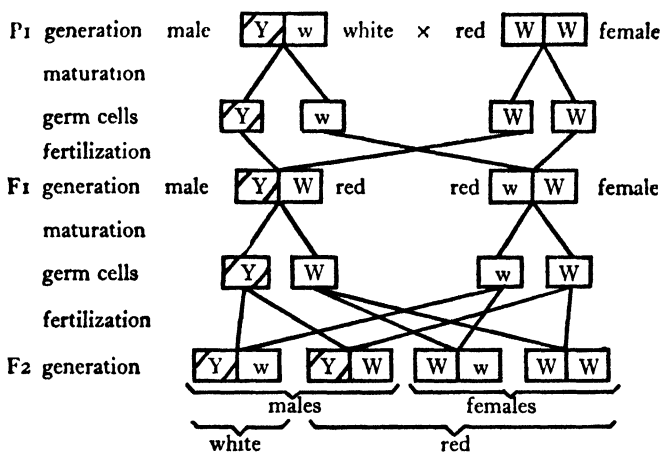 P1 generation male Y w white × red W W female
maturation
germ cells Y w W W
fertilization
F1 generation male Y W red red w W female
maturation
germ cells Y W w W
fertilization
F2 generation Y w Y W W w W W
males females
white red